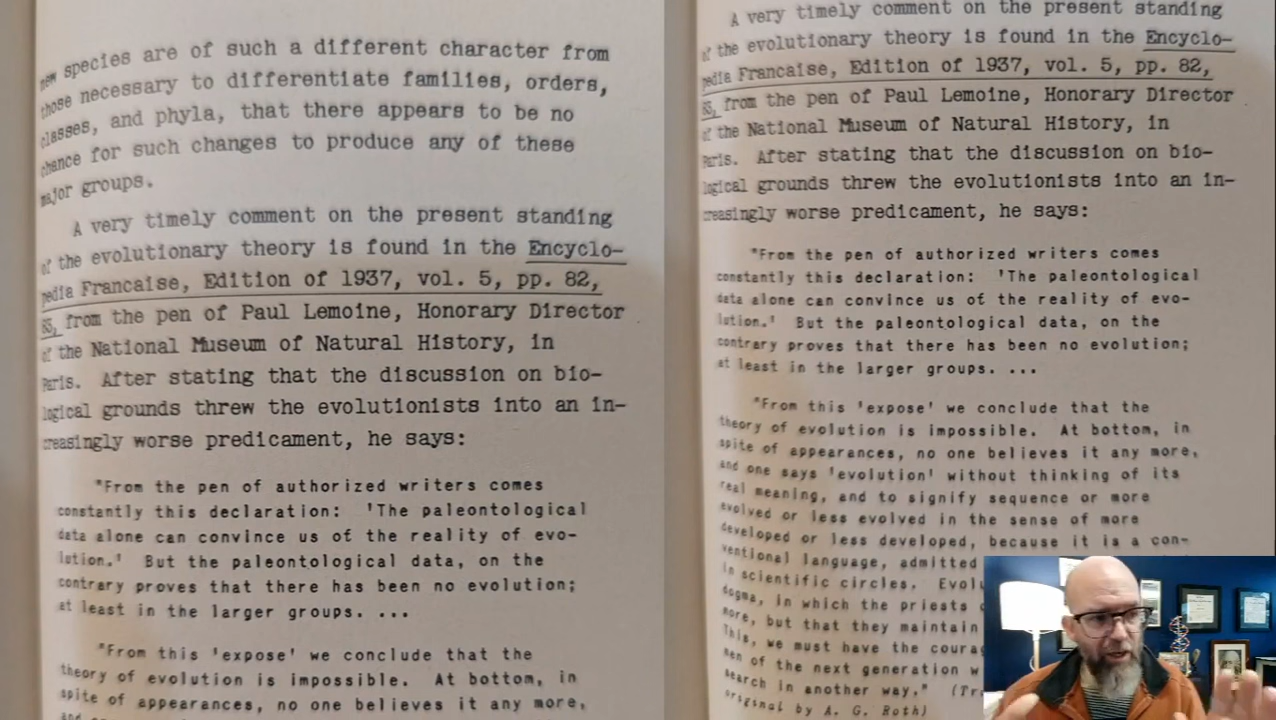 new species are of such a different character from
those necessary to differentiate families, orders,
classes, and phyla, that there appears to be no
chance for such changes to produce any of these
major groups.
A very timely comment on the present standing
of the evolutionary theory is found in the Encyclo-
pedia Francaise, Edition of 1937, vol. 5, pp. 82,
83, from the pen of Paul Lemoine, Honorary Director
of the National Museum of Natural History, in
Paris. After stating that the discussion on bio-
logical grounds threw the evolutionists into an in-
creasingly worse predicament, he says:
"From the pen of authorized writers comes
constantly this declaration: 'The paleontological
data alone can convince us of the reality of evo-
lution.' But the paleontological data, on the
contrary proves that there has been no evolution;
at least in the larger groups. ...
"From this 'expose' we conclude that the
theory of evolution is impossible. At bottom, in
spite of appearances, no one believes it any more,
and
A very timely comment on the present standing
of the evolutionary theory is found in the Encyclo-
pedia Francaise, Edition of 1937, vol. 5, pp. 82,
83, from the pen of Paul Lemoine, Honorary Director
of the National Museum of Natural History, in
Paris. After stating that the discussion on bio-
logical grounds threw the evolutionists into an in-
creasingly worse predicament, he says:
"From the pen of authorized writers comes
constantly this declaration: 'The paleontological
data alone can convince us of the reality of evo-
lution.' But the paleontological data, on the
contrary proves that there has been no evolution;
at least in the larger groups. ...
"From this 'expose' we conclude that the
theory of evolution is impossible. At bottom, in
spite of appearances, no one believes it any more,
and one says 'evolution' without thinking of its
real meaning, and to signify sequence or more
evolved or less evolved in the sense of more
developed or less developed, because it is a con-
ventional language, admitted
in scientific circles. Evol
dogma, in which the priests
more, but that they maintain
This, we must have the coura
men of the next generation w
search in another way." (Tr
original by A. G. Roth)